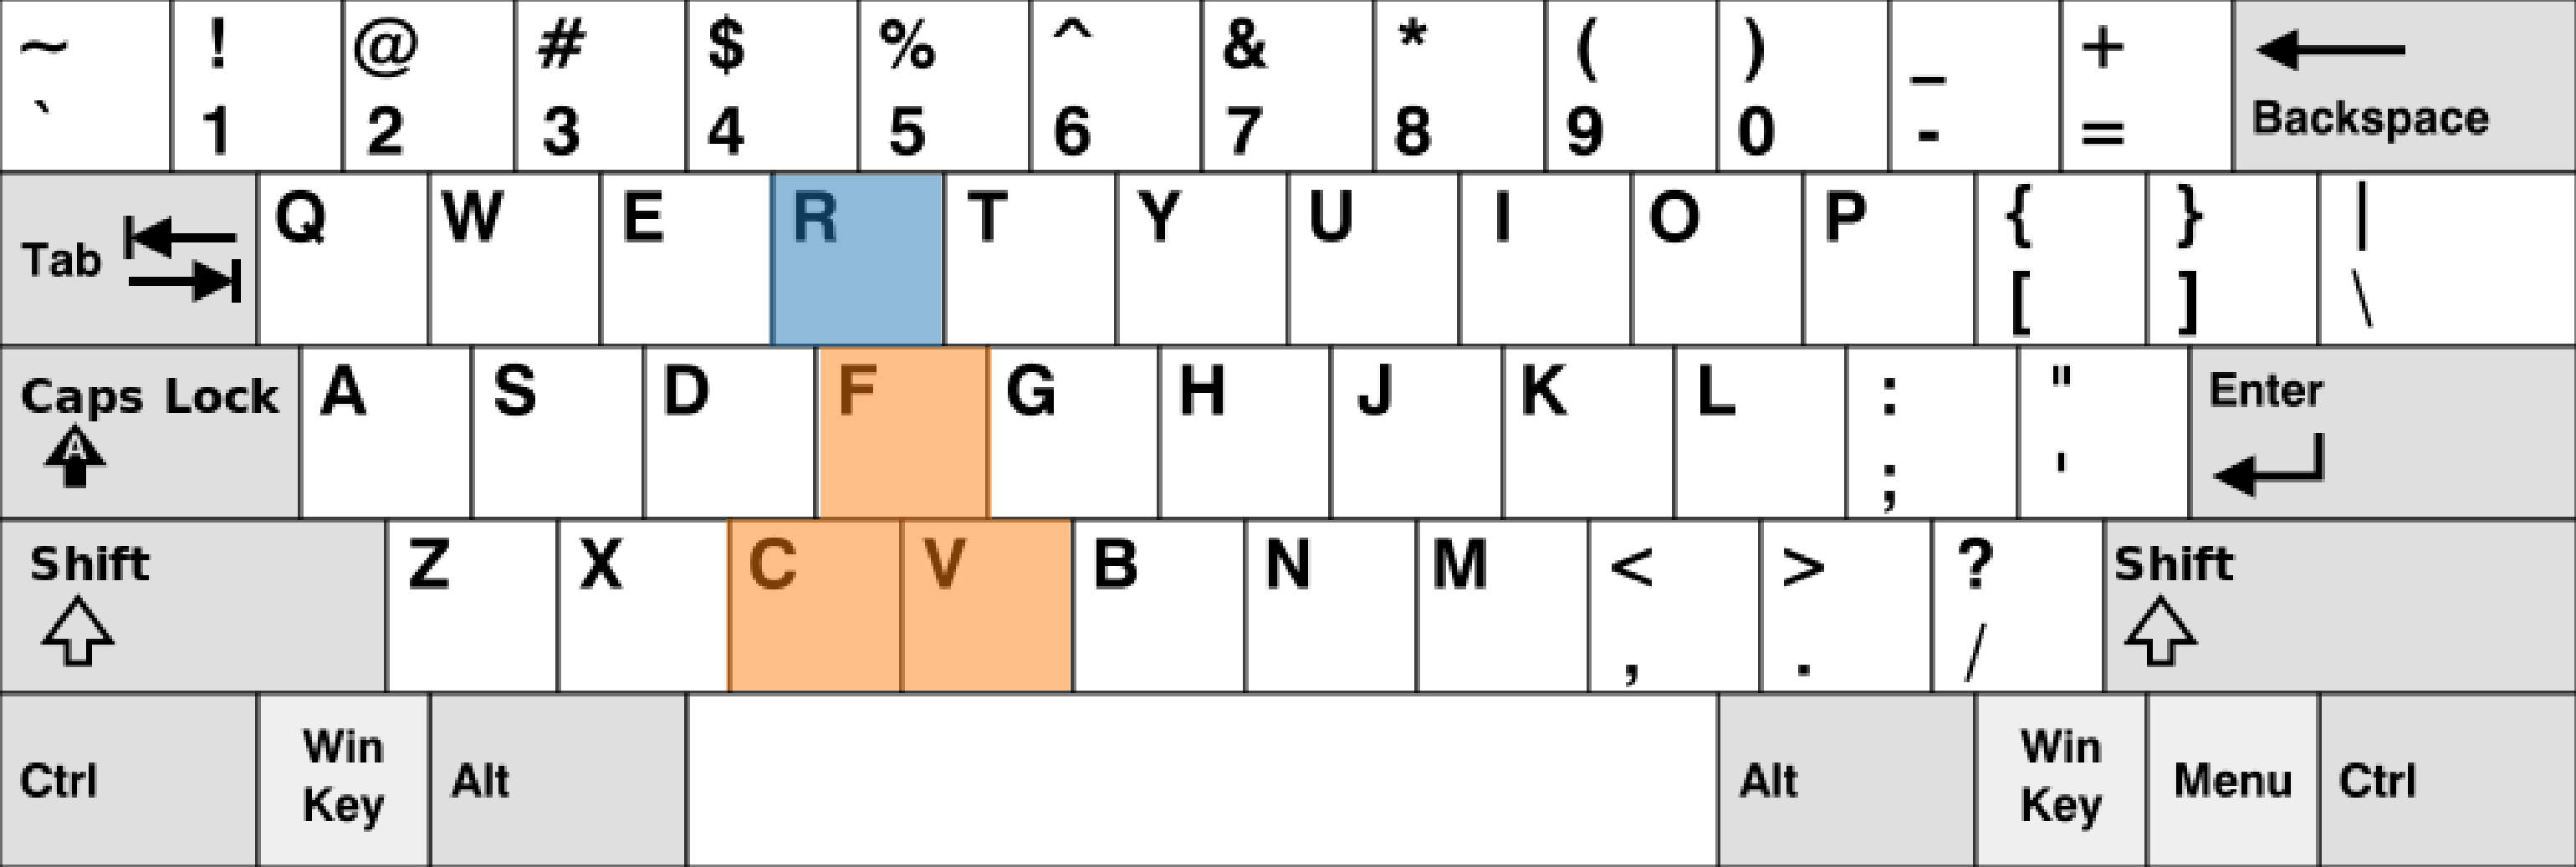 ~ ! @ # $ % ^ & * ( ) _ +
` 1 2 3 4 5 6 7 8 9 0 - = Backspace
Tab Q W E R T Y U I O P { } |
[ ] \
Caps Lock A S D F G H J K L : " Enter
A ; '
Shift Z X C V B N M < > ? Shift
, . /
Ctrl Win Key Alt Alt Win Key Menu Ctrl